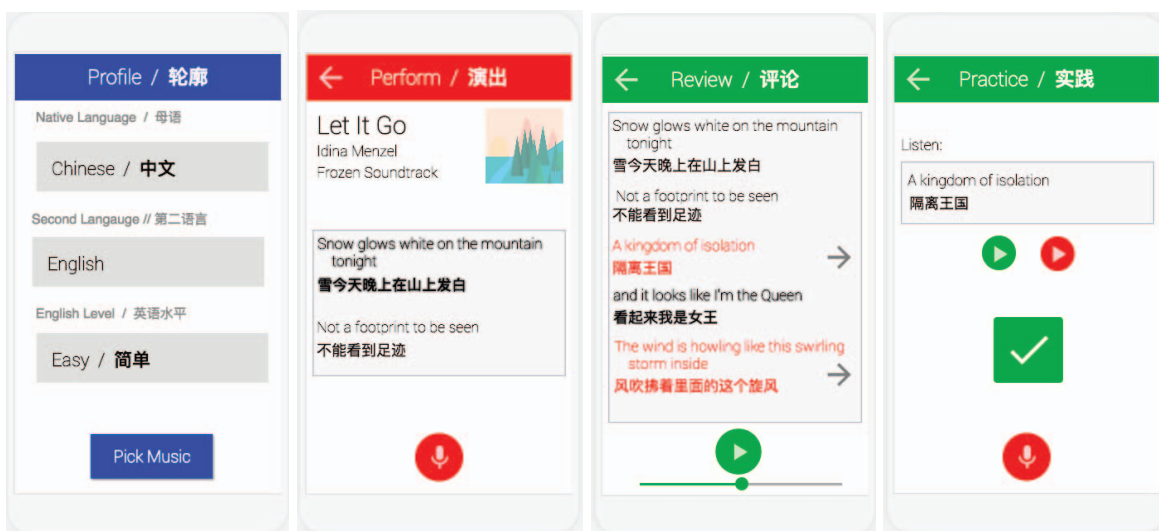 Profile / 轮廓
Native Language / 母语
Chinese / 中文
Second Langauge // 第二语言
English
English Level / 英语水平
Easy / 简单
Pick Music
Perform / 演出
Let It Go
Idina Menzel
Frozen Soundtrack
Snow glows white on the mountain
tonight
雪今天晚上在山上发白
Not a footprint to be seen
不能看到足迹
Review / 评论
Snow glows white on the mountain
tonight
雪今天晚上在山上发白
Not a footprint to be seen
不能看到足迹
A kingdom of isolation
隔离王国
and it looks like I'm the Queen
看起来我是女王
The wind is howling like this swirling
storm inside
风吹拂着里面的这个旋风
Practice / 实践
Listen:
A kingdom of isolation
隔离王国